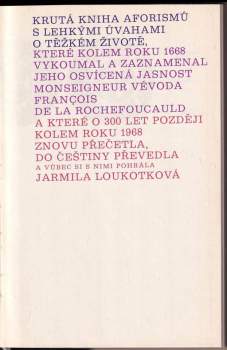 KRUTÁ KNIHA AFORISMŮ
S LEHKÝMI ÚVAHAMI
O TĚŽKÉM ŽIVOTĚ,
KTERÉ KOLEM ROKU 1668
VYKOUMAL A ZAZNAMENAL
JEHO OSVÍCENÁ JASNOST
MONSEIGNEUR VÉVODA
FRANÇOIS
DE LA ROCHEFOUCAULD
A KTERÉ O 300 LET POZDĚJI
KOLEM ROKU 1968
ZNOVU PŘEČETLA,
DO ČEŠTINY PŘEVEDLA
A VŮBEC SI S NIMI POHRÁLA
JARMILA LOUKOTKOVÁ